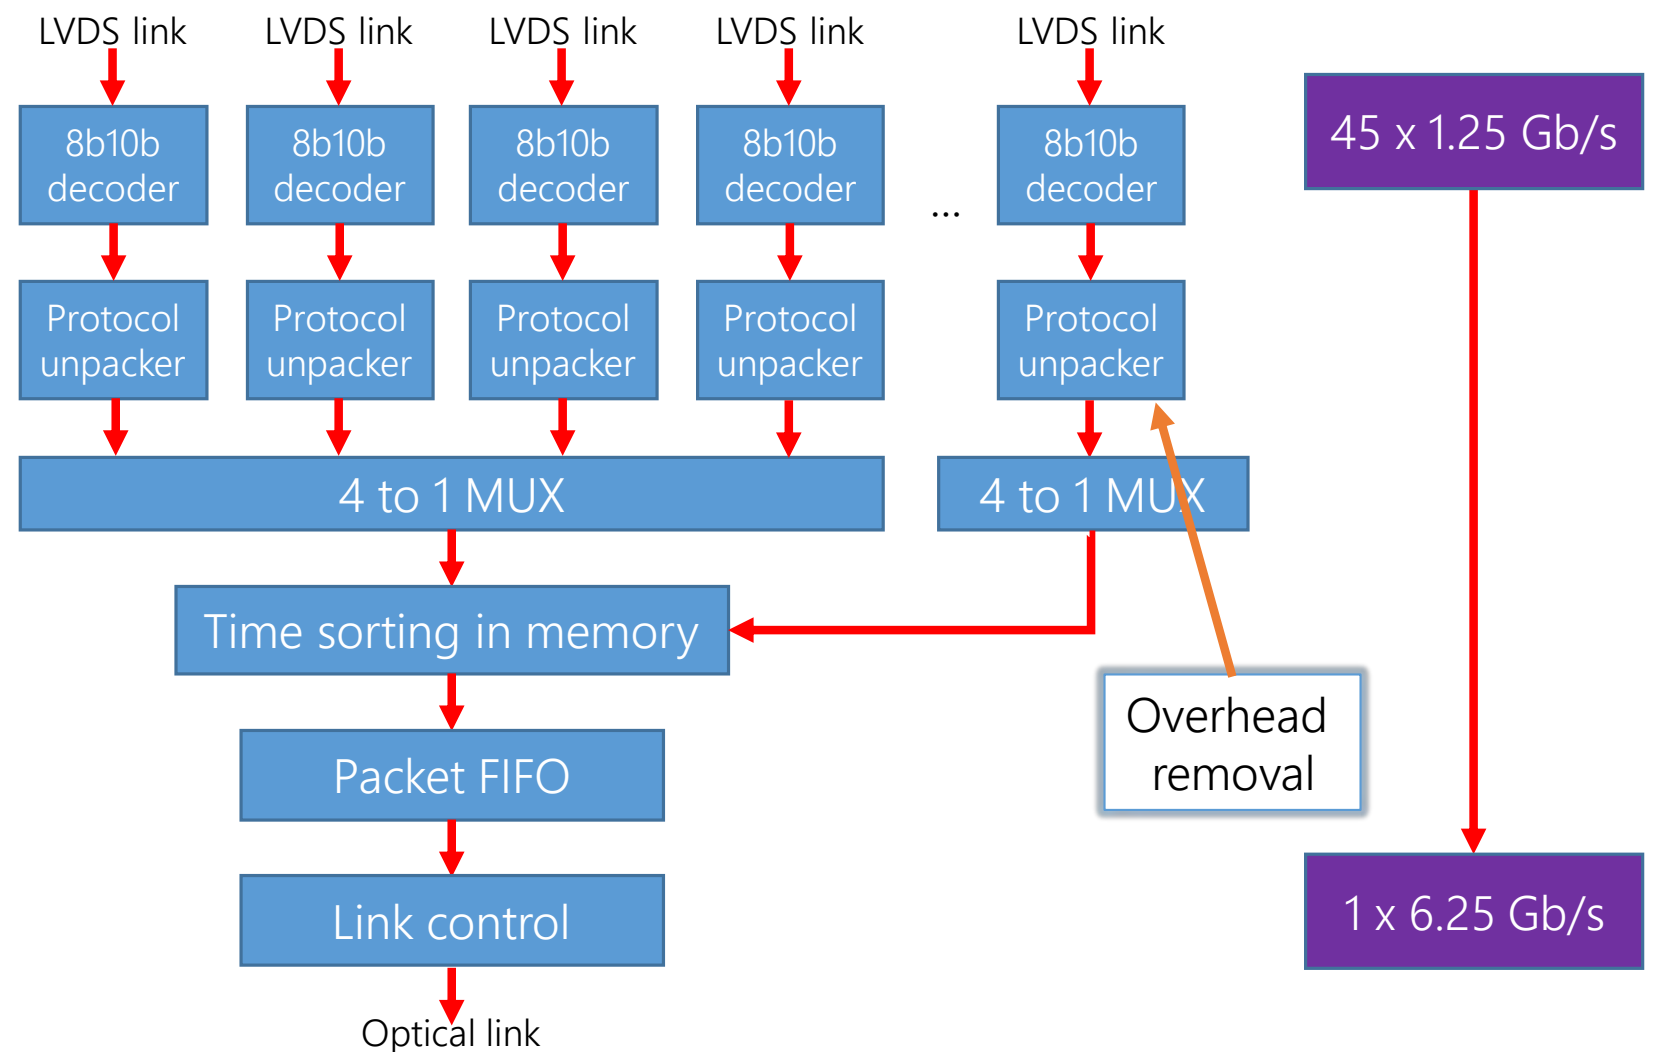 LVDS link
LVDS link
LVDS link
LVDS link
LVDS link
8b10b
decoder
8b10b
decoder
8b10b
decoder
8b10b
decoder
...
8b10b
decoder
45 x 1.25 Gb/s
Protocol
unpacker
Protocol
unpacker
Protocol
unpacker
Protocol
unpacker
Protocol
unpacker
4 to 1 MUX
4 to 1 MUX
Time sorting in memory
Overhead
removal
Packet FIFO
Link control
1 x 6.25 Gb/s
Optical link